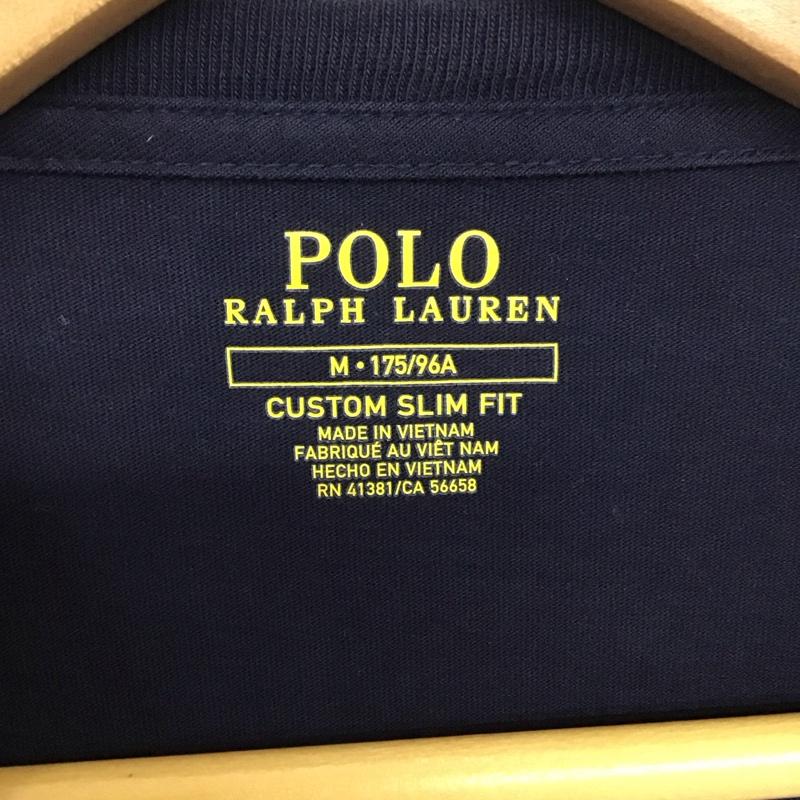 POLO
RALPH LAUREN
M • 175/96A
CUSTOM SLIM FIT
MADE IN VIETNAM
FABRIQUÉ AU VIÊT NAM
HECHO EN VIETNAM
RN 41381/CA 56658